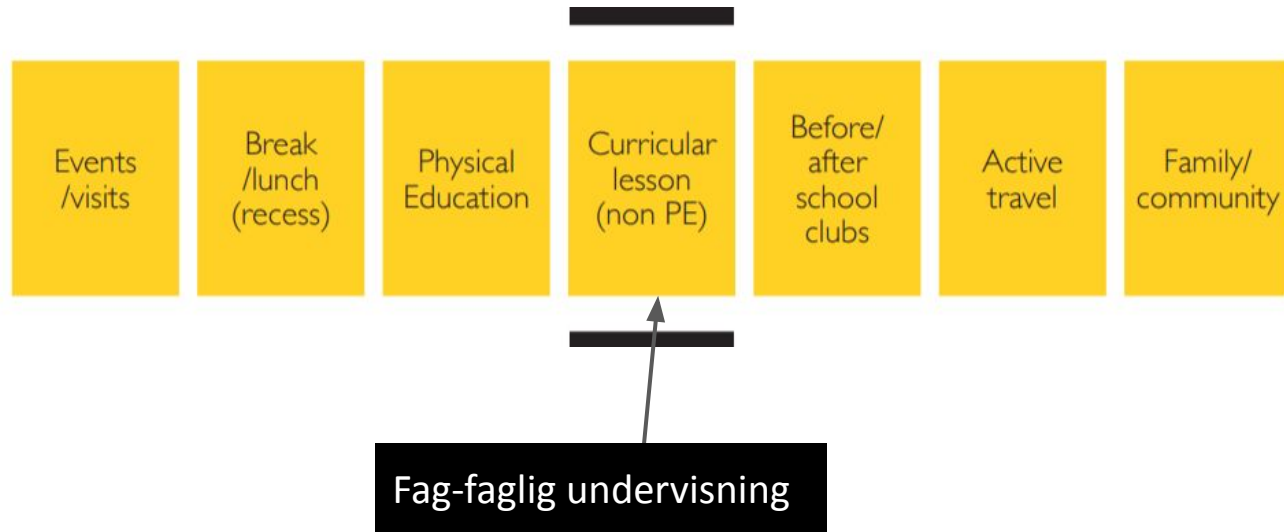 Events
/visits
Break
/lunch
(recess)
Physical
Education
Curricular
lesson
(non PE)
Before/
after
school
clubs
Active
travel
Family/
community
Fag-faglig undervisning